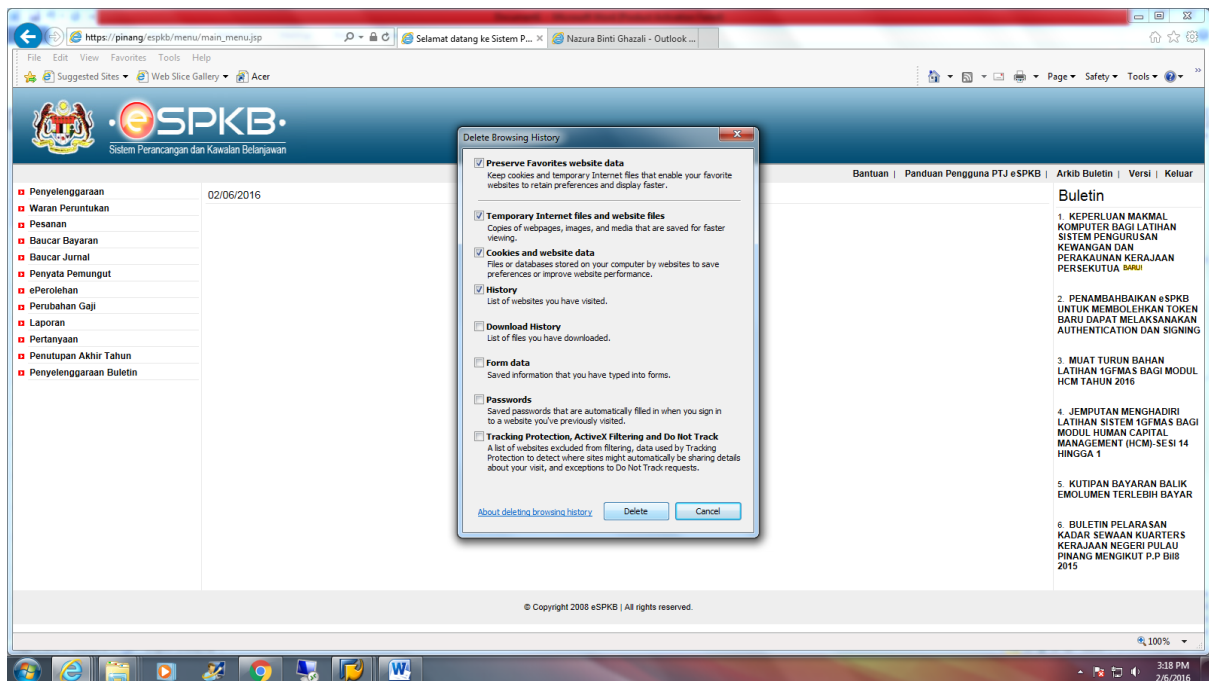 https://pinang/espkb/menu/main_menu.jsp
Selamat datang ke Sistem P...
Nazura Binti Ghazali - Outlook ...
File Edit View Favorites Tools Help
Suggested Sites Web Slice Gallery Acer
Page Safety Tools
eSPKB
Sistem Perancangan dan Kawalan Belanjawan
Bantuan | Panduan Pengguna PTJ eSPKB | Arkib Buletin | Versi | Keluar
Penyelenggaraan
Waran Peruntukan
Pesanan
Baucar Bayaran
Baucar Jurnal
Penyata Pemungut
ePerolehan
Perubahan Gaji
Laporan
Pertanyaan
Penutupan Akhir Tahun
Penyelenggaraan Buletin
02/06/2016
Delete Browsing History
Preserve Favorites website data
Keep cookies and temporary Internet files that enable your favorite
websites to retain preferences and display faster.
Temporary Internet files and website files
Copies of webpages, images, and media that are saved for faster
viewing.
Cookies and website data
Files or databases stored on your computer by websites to save
preferences or improve website performance.
History
List of websites you have visited.
Download History
List of files you have downloaded.
Form data
Saved information that you have typed into forms.
Passwords
Saved passwords that are automatically filled in when you sign in
to a website you've previously visited.
Tracking Protection, ActiveX Filtering and Do Not Track
A list of websites excluded from filtering, data used by Tracking
Protection to detect where sites might automatically be sharing details
about your visit, and exceptions to Do Not Track requests.
About deleting browsing history
Delete
Cancel
Buletin
1. KEPERLUAN MAKMAL
KOMPUTER BAGI LATIHAN
SISTEM PENGURUSAN
KEWANGAN DAN
PERAKAUNAN KERAJAAN
PERSEKUTUA BARU!
2. PENAMBAHBAIKAN eSPKB
UNTUK MEMBOLEHKAN TOKEN
BARU DAPAT MELAKSANAKAN
AUTHENTICATION DAN SIGNING
3. MUAT TURUN BAHAN
LATIHAN 1GFMAS BAGI MODUL
HCM TAHUN 2016
4. JEMPUTAN MENGHADIRI
LATIHAN SISTEM 1GFMAS BAGI
MODUL HUMAN CAPITAL
MANAGEMENT (HCM)-SESI 14
HINGGA 1
5. KUTIPAN BAYARAN BALIK
EMOLUMEN TERLEBIH BAYAR
6. BULETIN PELARASAN
KADAR SEWAAN KUARTERS
KERAJAAN NEGERI PULAU
PINANG MENGIKUT P.P Bil8
2015
© Copyright 2008 eSPKB | All rights reserved.
100%
3:18 PM
2/6/2016